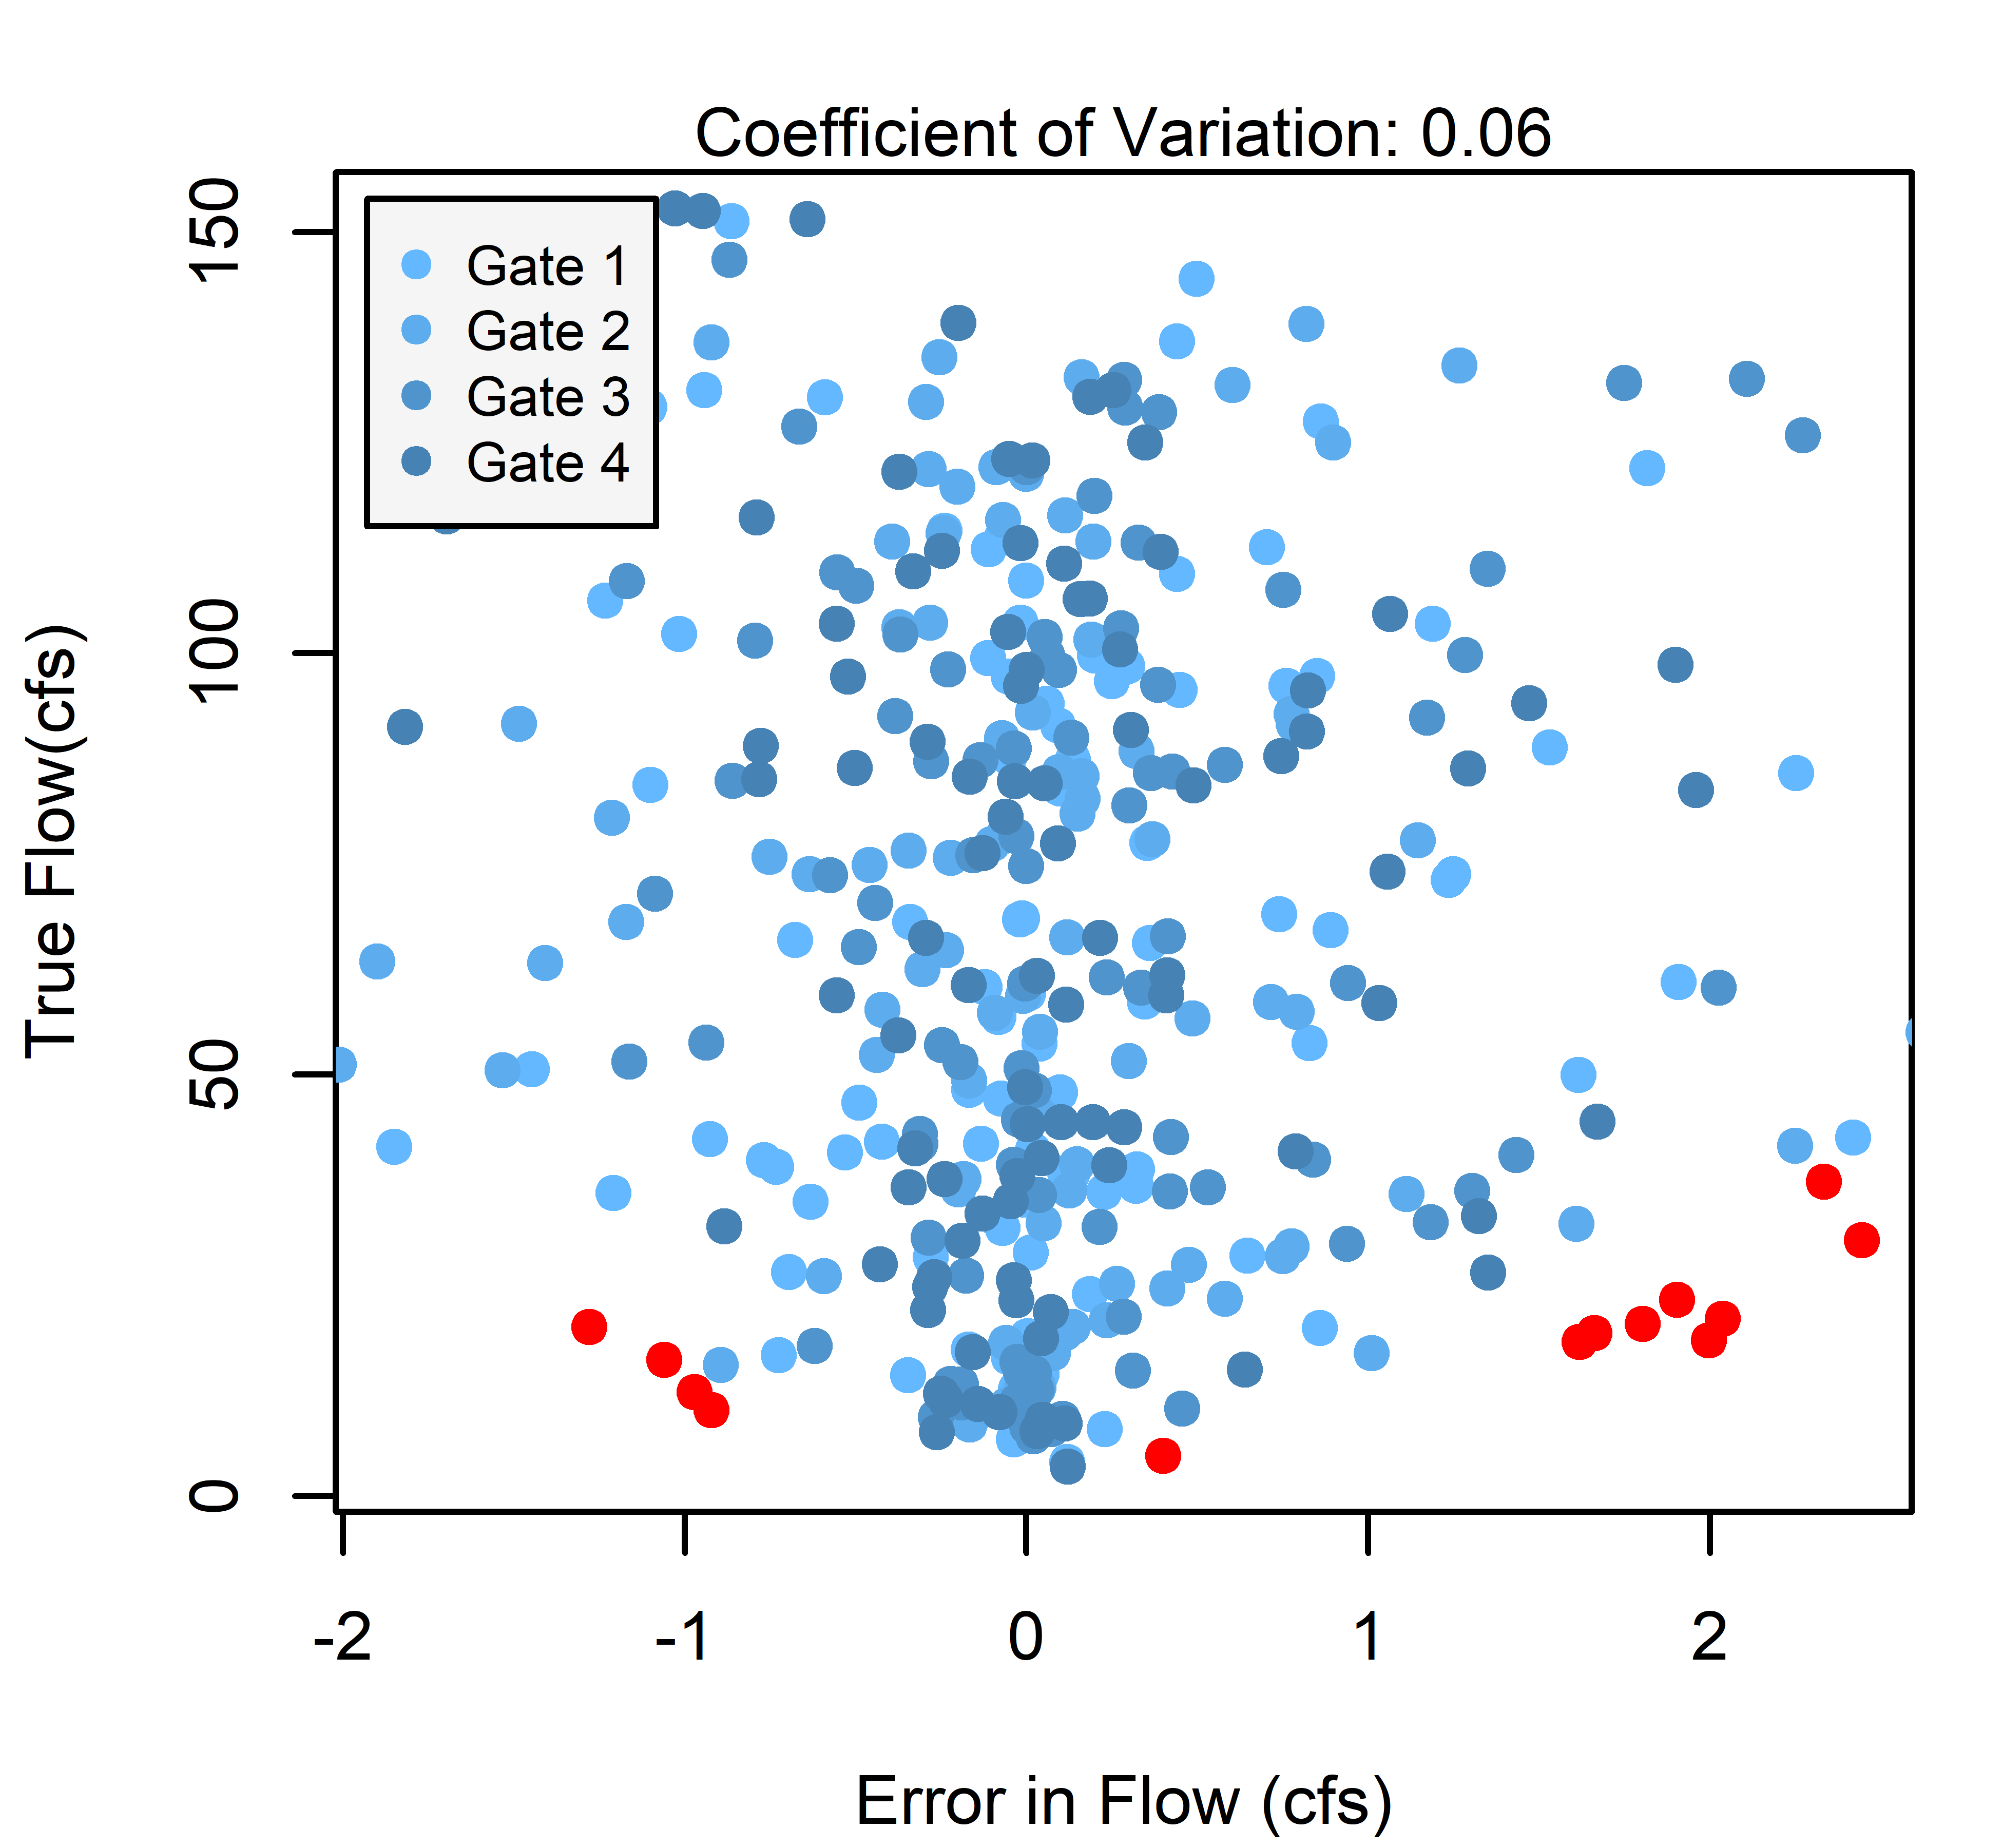 Coefficient of Variation: 0.06
150
100
50
0
True Flow(cfs)
Gate 1
Gate 2
Gate 3
Gate 4
-2 -1 0 1 2
Error in Flow (cfs)